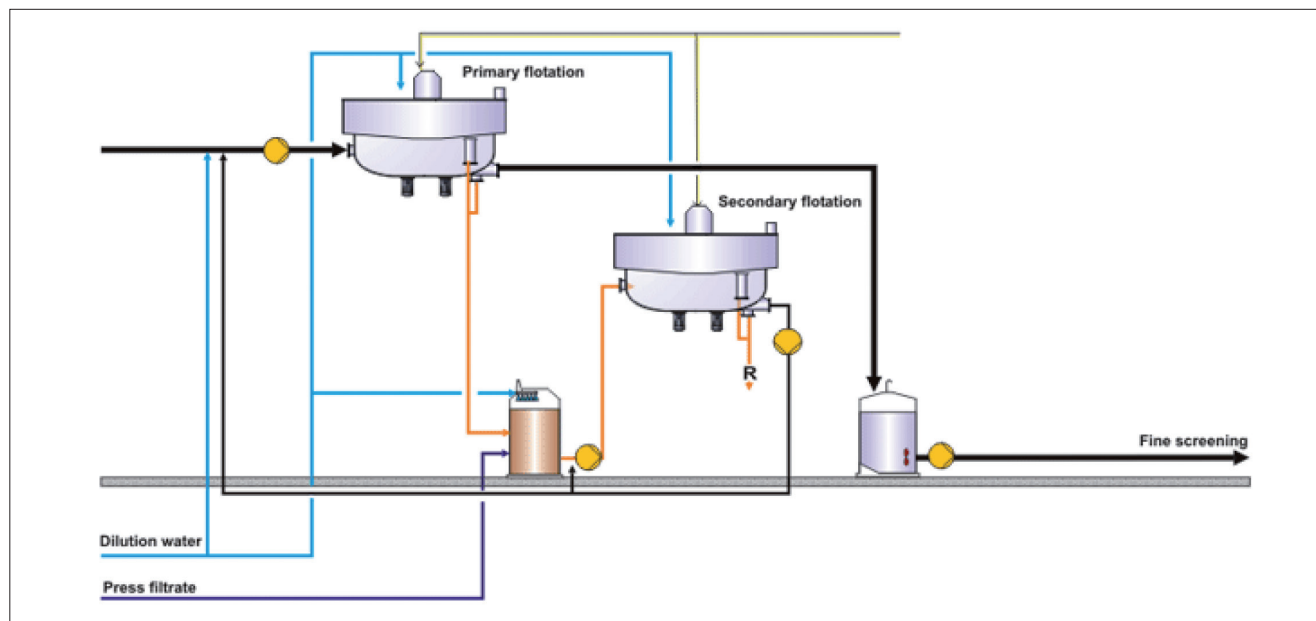 Primary flotation
Secondary flotation
R
Fine screening
Dilution water
Press filtrate